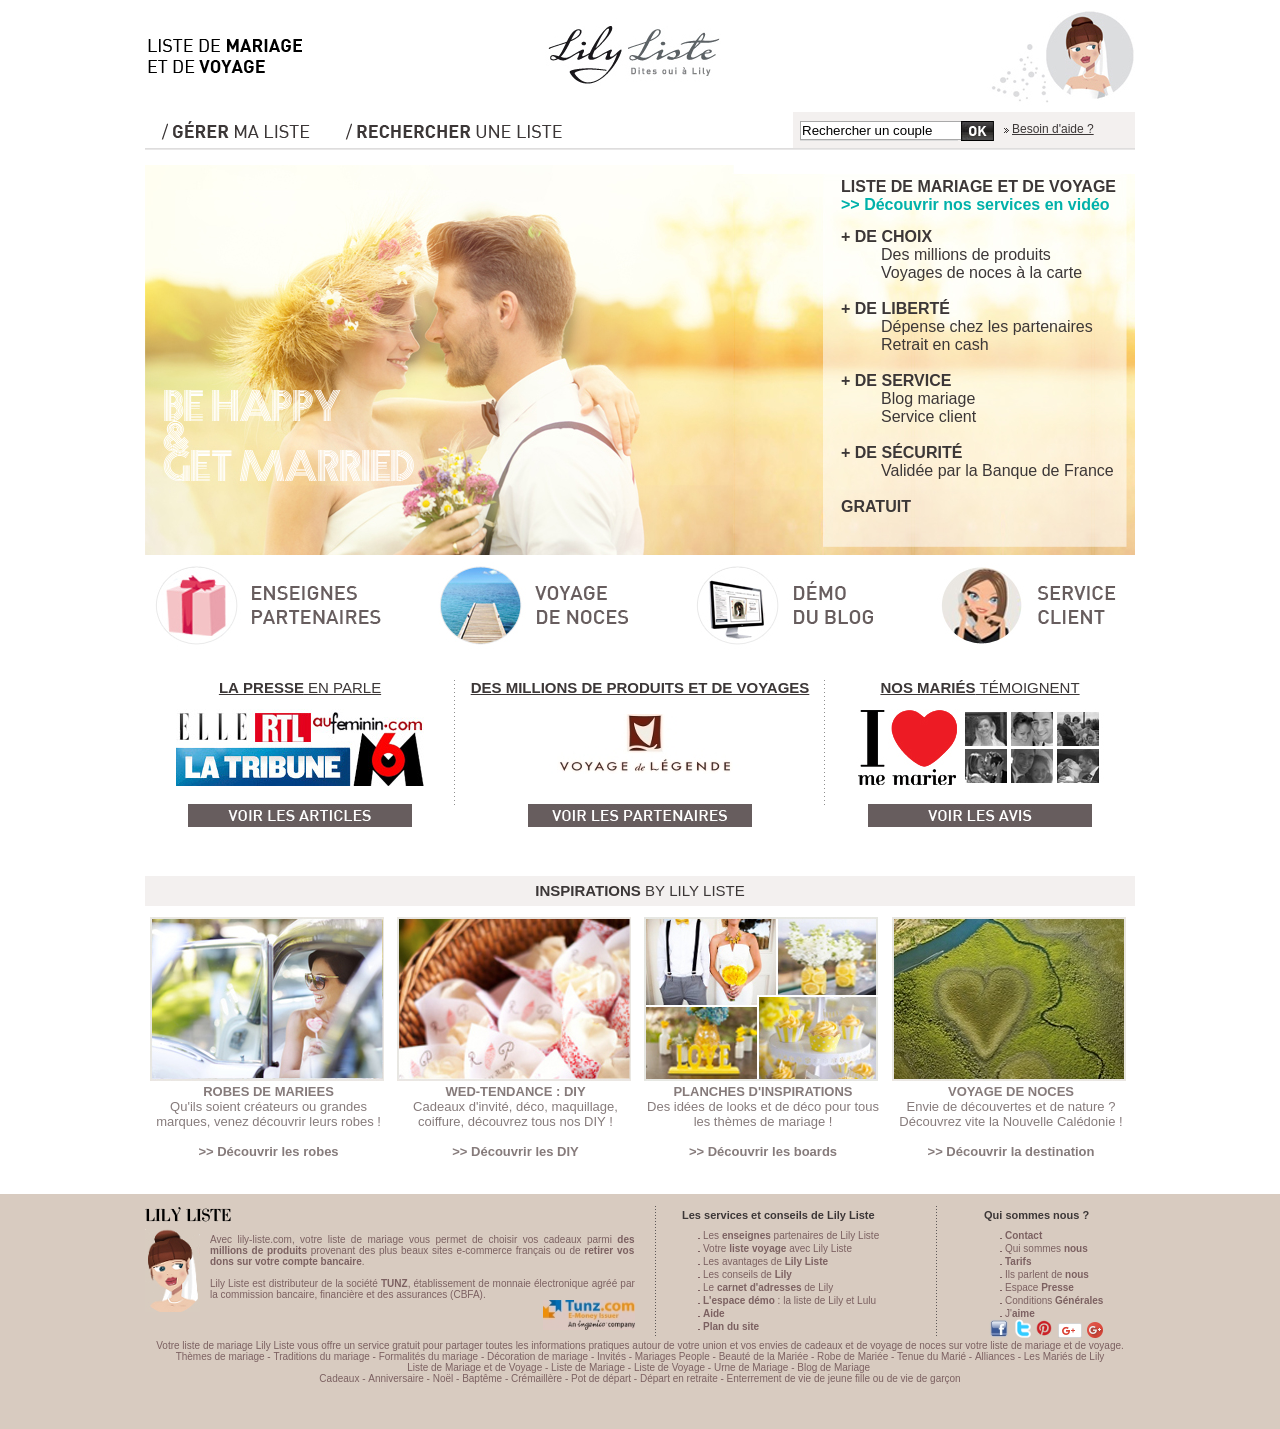 LISTE DE MARIAGE
ET DE VOYAGE
Lily Liste
Dites oui à Lily
/ GÉRER MA LISTE
/ RECHERCHER UNE LISTE
Rechercher un couple
OK
Besoin d'aide ?
LISTE DE MARIAGE ET DE VOYAGE
>> Découvrir nos services en vidéo
+ DE CHOIX
Des millions de produits
Voyages de noces à la carte
+ DE LIBERTÉ
Dépense chez les partenaires
Retrait en cash
+ DE SERVICE
Blog mariage
Service client
+ DE SÉCURITÉ
Validée par la Banque de France
GRATUIT
BE HAPPY
&
GET MARRIED
ENSEIGNES
PARTENAIRES
VOYAGE
DE NOCES
DÉMO
DU BLOG
SERVICE
CLIENT
LA PRESSE EN PARLE
ELLE RTL aufeminin.com
LA TRIBUNE M6
VOIR LES ARTICLES
DES MILLIONS DE PRODUITS ET DE VOYAGES
VOYAGE de LÉGENDE
VOIR LES PARTENAIRES
NOS MARIÉS TÉMOIGNENT
I
me marier
VOIR LES AVIS
INSPIRATIONS BY LILY LISTE
LOVE
ROBES DE MARIEES
Qu'ils soient créateurs ou grandes
marques, venez découvrir leurs robes !
>> Découvrir les robes
WED-TENDANCE : DIY
Cadeaux d'invité, déco, maquillage,
coiffure, découvrez tous nos DIY !
>> Découvrir les DIY
PLANCHES D'INSPIRATIONS
Des idées de looks et de déco pour tous
les thèmes de mariage !
>> Découvrir les boards
VOYAGE DE NOCES
Envie de découvertes et de nature ?
Découvrez vite la Nouvelle Calédonie !
>> Découvrir la destination
LILY LISTE
Avec lily-liste.com, votre liste de mariage vous permet de choisir vos cadeaux parmi des
millions de produits provenant des plus beaux sites e-commerce français ou de retirer vos
dons sur votre compte bancaire.
Lily Liste est distributeur de la société TUNZ, établissement de monnaie électronique agréé par
la commission bancaire, financière et des assurances (CBFA).
Tunz.com
E-Money Issuer
An ingenico company
Les services et conseils de Lily Liste
. Les enseignes partenaires de Lily Liste
. Votre liste voyage avec Lily Liste
. Les avantages de Lily Liste
. Les conseils de Lily
. Le carnet d'adresses de Lily
. L'espace démo : la liste de Lily et Lulu
. Aide
. Plan du site
Qui sommes nous ?
. Contact
. Qui sommes nous
. Tarifs
. Ils parlent de nous
. Espace Presse
. Conditions Générales
. J'aime
Votre liste de mariage Lily Liste vous offre un service gratuit pour partager toutes les informations pratiques autour de votre union et vos envies de cadeaux et de voyage de noces sur votre liste de mariage et de voyage.
Thèmes de mariage - Traditions du mariage - Formalités du mariage - Décoration de mariage - Invités - Mariages People - Beauté de la Mariée - Robe de Mariée - Tenue du Marié - Alliances - Les Mariés de Lily
Liste de Mariage et de Voyage - Liste de Mariage - Liste de Voyage - Urne de Mariage - Blog de Mariage
Cadeaux - Anniversaire - Noël - Baptême - Crémaillère - Pot de départ - Départ en retraite - Enterrement de vie de jeune fille ou de vie de garçon